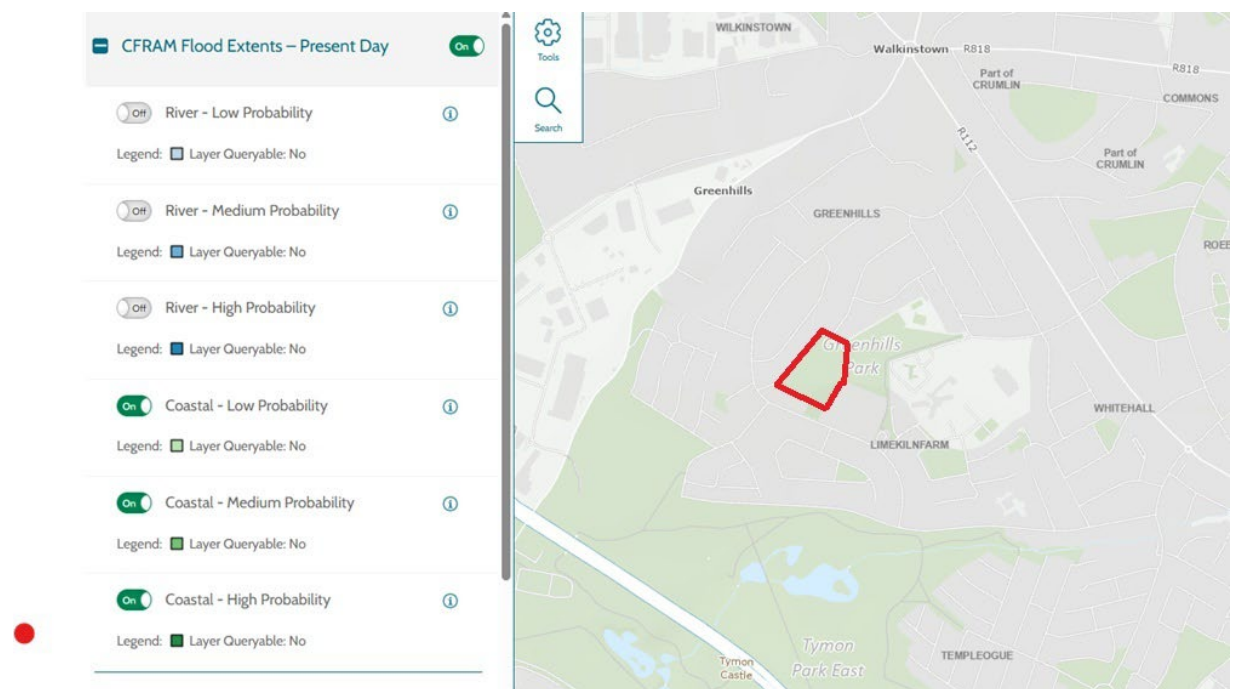 CFRAM Flood Extents – Present Day
On
Off
River - Low Probability
Legend: Layer Queryable: No
Off
River - Medium Probability
Legend: Layer Queryable: No
Off
River - High Probability
Legend: Layer Queryable: No
On
Coastal - Low Probability
Legend: Layer Queryable: No
On
Coastal - Medium Probability
Legend: Layer Queryable: No
On
Coastal - High Probability
Legend: Layer Queryable: No
Tools
Search
WILKINSTOWN
Walkinstown
R818
Part of
CRUMLIN
R818
COMMONS
R112
Part of
CRUMLIN
Greenhills
GREENHILLS
ROEB
Greenhills
Park
WHITEHALL
LIMEKILNFARM
Tymon
Park East
Tymon
Castle
TEMPLEOGUE